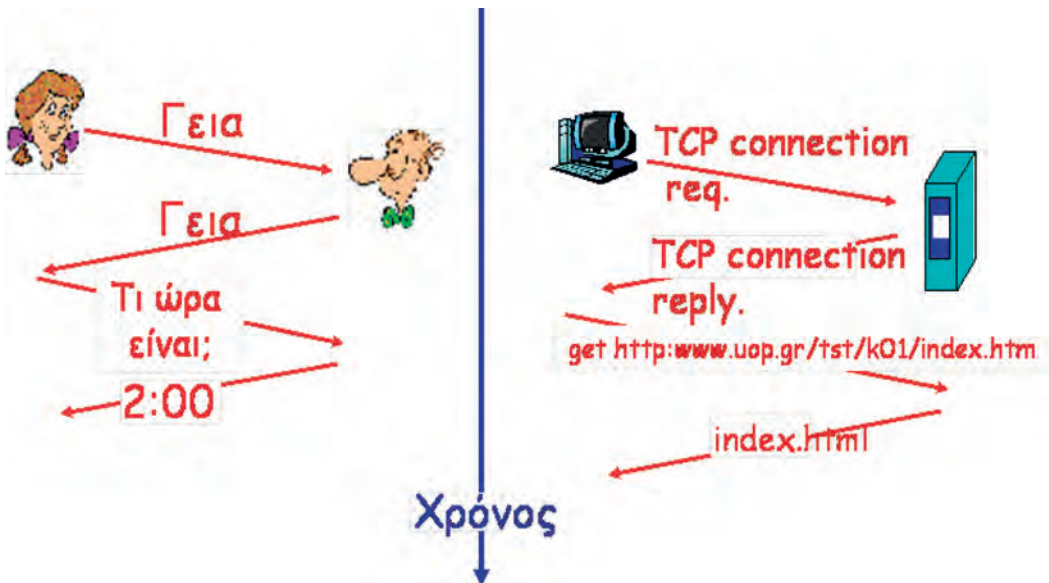 Γεια
Γεια
Τι ώρα
είναι;
2:00
TCP connection
req.
TCP connection
reply.
get http:www.uop.gr/tst/k01/index.htm
index.html
Χρόνος